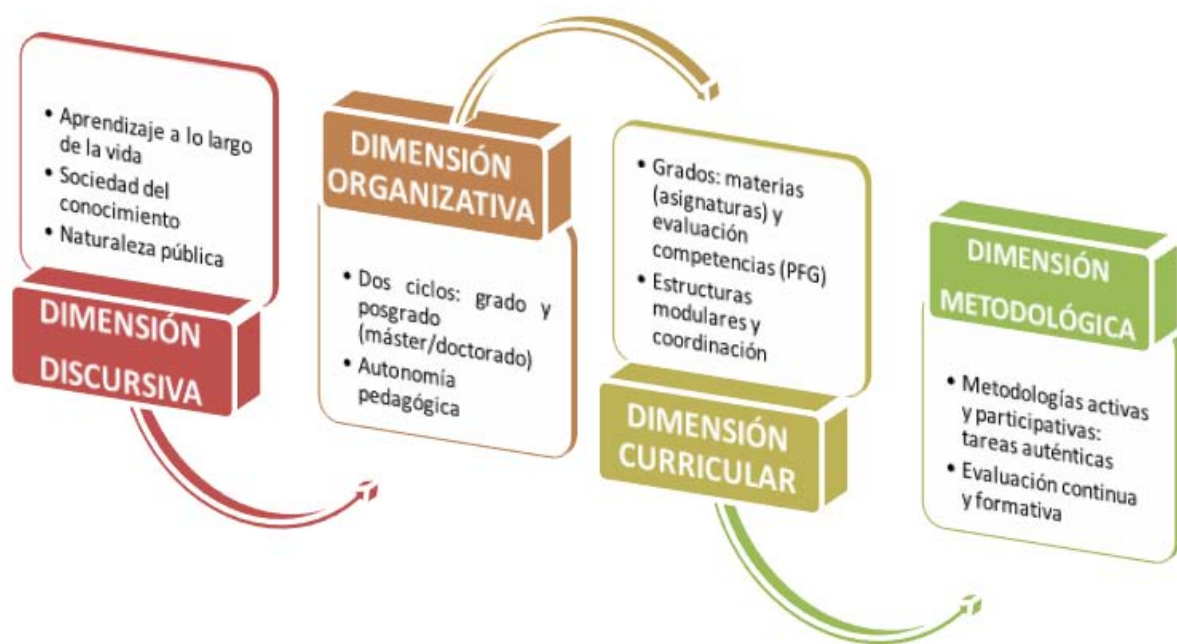 • Aprendizaje a lo largo
de la vida
• Sociedad del
conocimiento
• Naturaleza pública
DIMENSIÓN
DISCURSIVA
DIMENSIÓN
ORGANIZATIVA
• Dos ciclos: grado y
posgrado
(máster/doctorado)
• Autonomía
pedagógica
• Grados: materias
(asignaturas) y
evaluación
competencias (PFG)
• Estructuras
modulares y
coordinación
DIMENSIÓN
CURRICULAR
DIMENSIÓN
METODOLÓGICA
• Metodologías activas
y participativas:
tareas auténticas
• Evaluación continua
y formativa